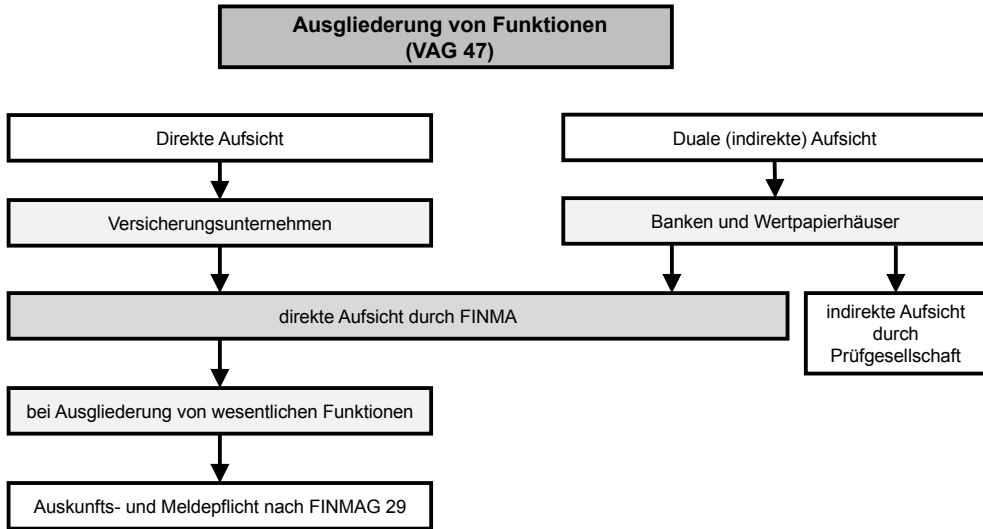 Ausgliederung von Funktionen
(VAG 47)
Direkte Aufsicht
Duale (indirekte) Aufsicht
Versicherungsunternehmen
Banken und Wertpapierhäuser
direkte Aufsicht durch FINMA
indirekte Aufsicht
durch
Prüfgesellschaft
bei Ausgliederung von wesentlichen Funktionen
Auskunfts- und Meldepflicht nach FINMAG 29